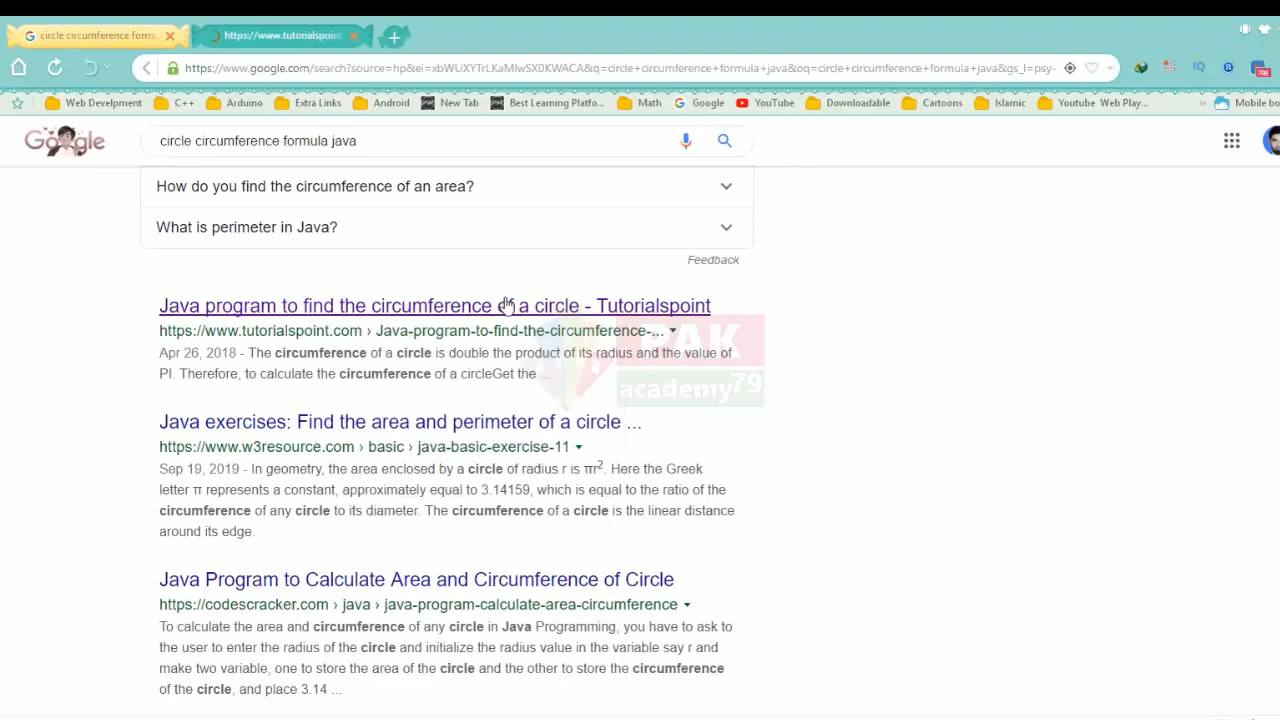 circle circumference form
https://www.tutorialspoint.
https://www.google.com/search?source=hp&ei=xbWUXYTrLKaMlwSX0KWACA&q=circle+circumference+formula+java&oq=circle+circumference+formula+java&gs_l=psy-
Web Develpment
C++
Arduino
Extra Links
Android
New Tab
Best Learning Platfo...
Math
Google
YouTube
Downloadable
Cartoons
Islamic
Youtube Web Play...
»
Mobile bo
Google
circle circumference formula java
How do you find the circumference of an area?
What is perimeter in Java?
Feedback
Java program to find the circumference of a circle - Tutorialspoint
https://www.tutorialspoint.com › Java-program-to-find-the-circumference-...
Apr 26, 2018 - The circumference of a circle is double the product of its radius and the value of
PI. Therefore, to calculate the circumference of a circleGet the ...
PAK
academy79
Java exercises: Find the area and perimeter of a circle ...
https://www.w3resource.com › basic › java-basic-exercise-11
Sep 19, 2019 - In geometry, the area enclosed by a circle of radius r is πr². Here the Greek
letter π represents a constant, approximately equal to 3.14159, which is equal to the ratio of the
circumference of any circle to its diameter. The circumference of a circle is the linear distance
around its edge.
Java Program to Calculate Area and Circumference of Circle
https://codescracker.com › java › java-program-calculate-area-circumference
To calculate the area and circumference of any circle in Java Programming, you have to ask to
the user to enter the radius of the circle and initialize the radius value in the variable say r and
make two variable, one to store the area of the circle and the other to store the circumference
of the circle, and place 3.14 ...